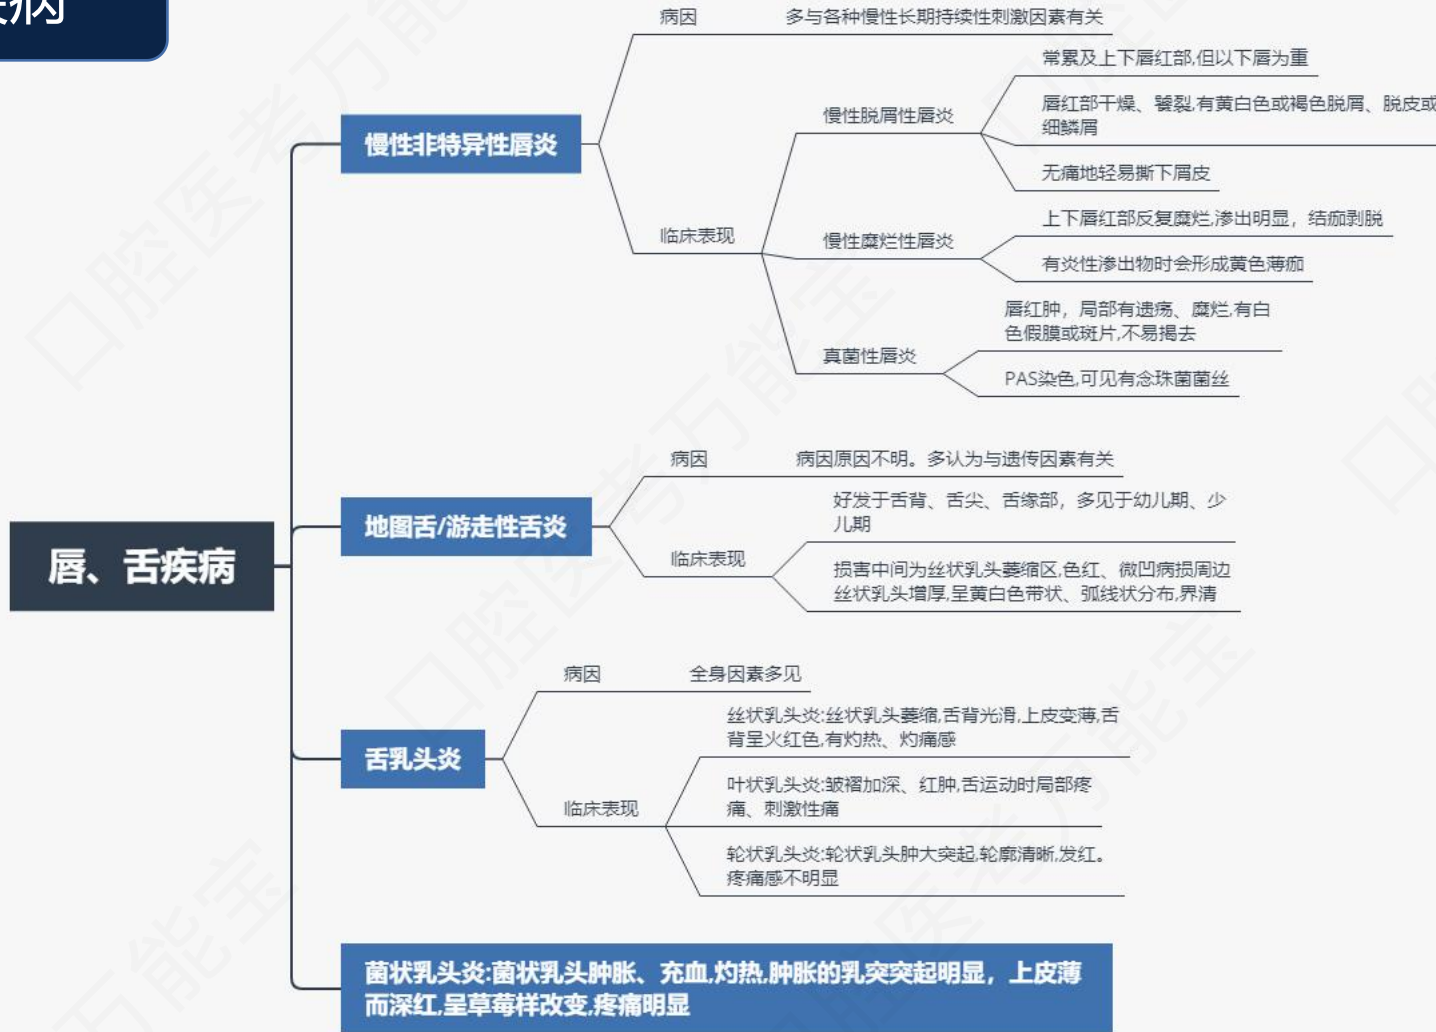 疾病
病因
多与各种慢性长期持续性刺激因素有关
常累及上下唇红部,但以下唇为重
慢性脱屑性唇炎
唇红部干燥、皲裂,有黄白色或褐色脱屑、脱皮或
细鳞屑
慢性非特异性唇炎
无痛地轻易撕下屑皮
上下唇红部反复糜烂,渗出明显，结痂剥脱
临床表现
慢性糜烂性唇炎
有炎性渗出物时会形成黄色薄痂
唇红肿，局部有遗疡、糜烂,有白
色假膜或斑片,不易揭去
真菌性唇炎
PAS染色,可见有念珠菌菌丝
病因
病因原因不明。多认为与遗传因素有关
好发于舌背、舌尖、舌缘部，多见于幼儿期、少
儿期
地图舌/游走性舌炎
临床表现
损害中间为丝状乳头萎缩区,色红、微凹病损周边
丝状乳头增厚,呈黄白色带状、弧线状分布,界清
唇、舌疾病
病因
全身因素多见
丝状乳头炎:丝状乳头萎缩,舌背光滑,上皮变薄,舌
背呈火红色,有灼热、灼痛感
舌乳头炎
叶状乳头炎:皱褶加深、红肿,舌运动时局部疼
痛、刺激性痛
临床表现
轮状乳头炎:轮状乳头肿大突起,轮廓清晰,发红。
疼痛感不明显
菌状乳头炎:菌状乳头肿胀、充血,灼热,肿胀的乳突突起明显，上皮薄
而深红,呈草莓样改变,疼痛明显
口腔医考万能宝
口腔医考万能宝
万能宝